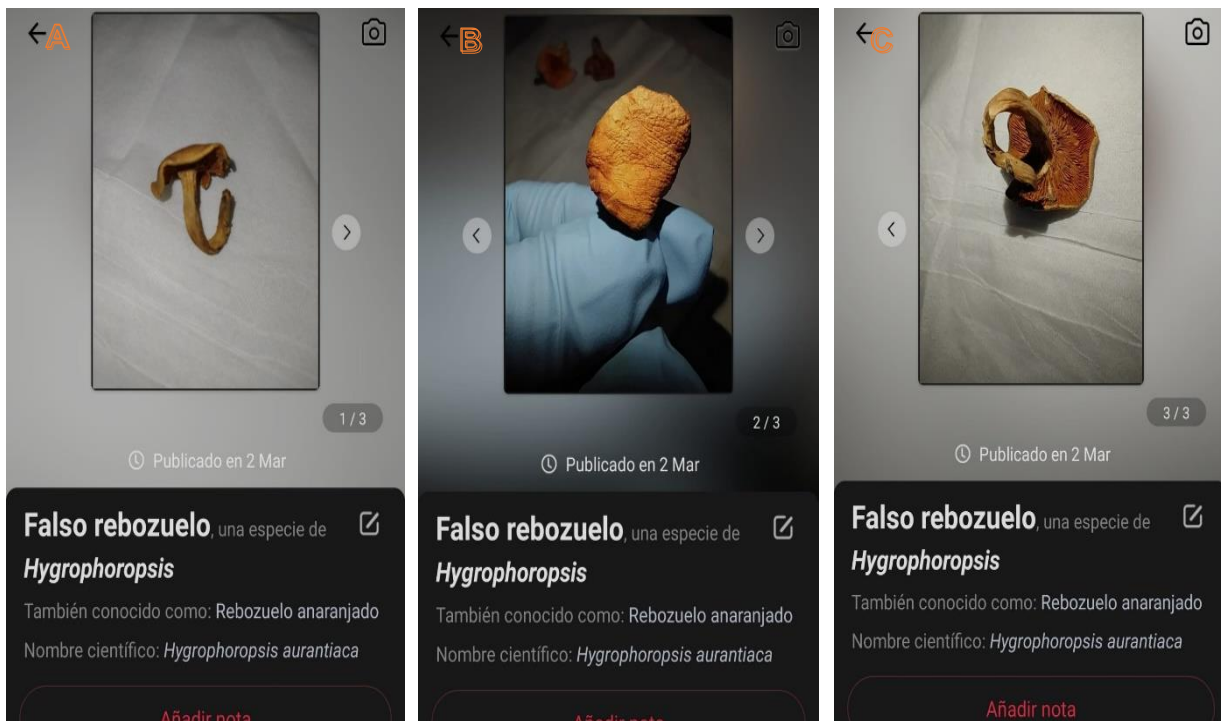 A
1 / 3
Publicado en 2 Mar
Falso rebozuelo, una especie de
Hygrophoropsis
También conocido como: Rebozuelo anaranjado
Nombre científico: Hygrophoropsis aurantiaca
Añadir nota
B
2 / 3
Publicado en 2 Mar
Falso rebozuelo, una especie de
Hygrophoropsis
También conocido como: Rebozuelo anaranjado
Nombre científico: Hygrophoropsis aurantiaca
Añadir nota
C
3 / 3
Publicado en 2 Mar
Falso rebozuelo, una especie de
Hygrophoropsis
También conocido como: Rebozuelo anaranjado
Nombre científico: Hygrophoropsis aurantiaca
Añadir nota